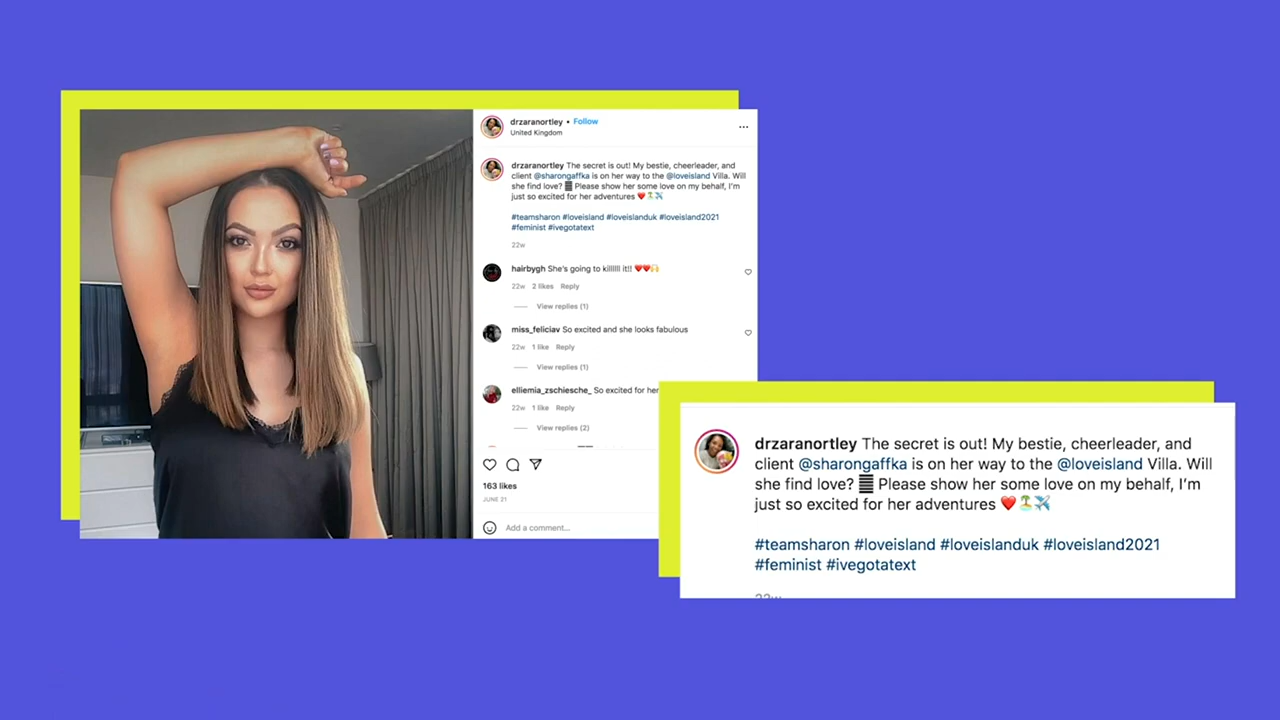 drzaranortley • Follow
United Kingdom
drzaranortley The secret is out! My bestie, cheerleader, and
client @sharongaffka is on her way to the @loveisland Villa. Will
she find love? Please show her some love on my behalf, I'm
just so excited for her adventures ❤️🏝️✈️
#teamsharon #loveisland #loveislanduk #loveisland2021
#feminist #ivegotatext
22w
hairbygh She's going to killllll it!! ❤️❤️🙌
22w 2 likes Reply
View replies (1)
miss_feliciav So excited and she looks fabulous
22w 1 like Reply
View replies (1)
elliemia_zschiesche_ So excited for her
22w 1 like Reply
View replies (2)
163 likes
JUNE 21
Add a comment...
drzaranortley The secret is out! My bestie, cheerleader, and
client @sharongaffka is on her way to the @loveisland Villa. Will
she find love? Please show her some love on my behalf, I'm
just so excited for her adventures ❤️🏝️✈️
#teamsharon #loveisland #loveislanduk #loveisland2021
#feminist #ivegotatext
22w